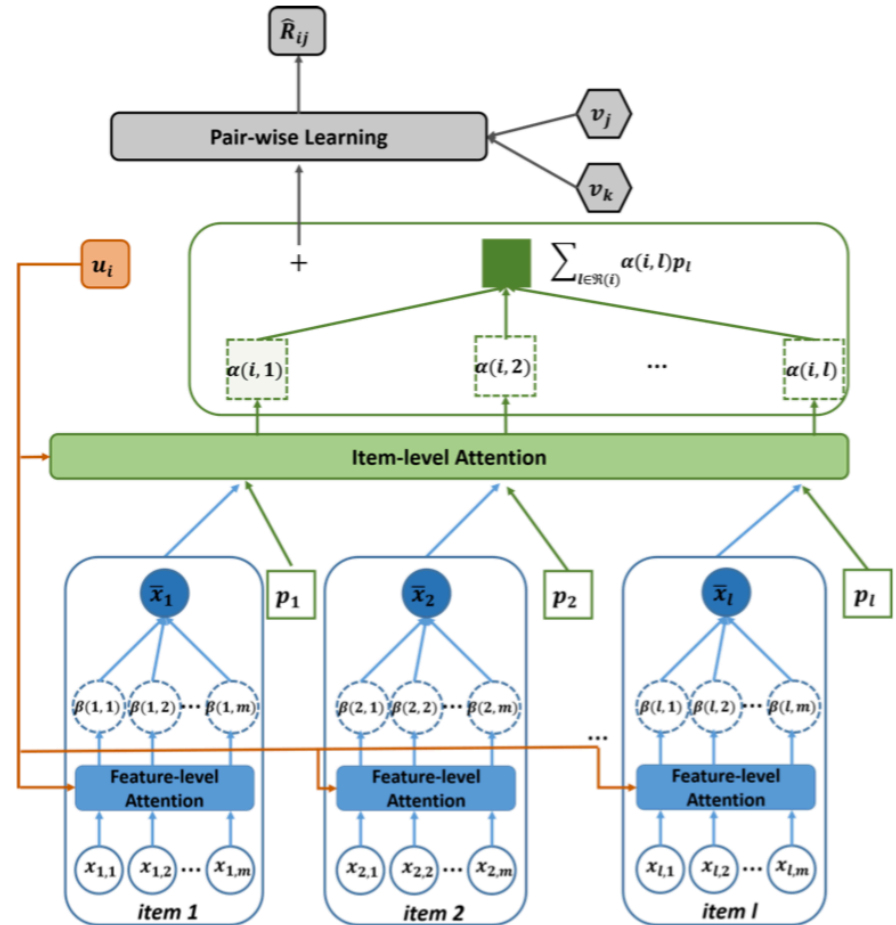 R̂ᵢⱼ
Pair-wise Learning
vⱼ
vₖ
uᵢ
+
∑_{l∈ℜ(i)} α(i, l)pₗ
α(i, 1) α(i, 2) ... α(i, l)
Item-level Attention
x̄₁ p₁ x̄₂ p₂ x̄ₗ pₗ
β(1, 1) β(1, 2) ... β(1, m) β(2, 1) β(2, 2) ... β(2, m) β(l, 1) β(l, 2) ... β(l, m)
...
Feature-level Attention Feature-level Attention Feature-level Attention
x₁,₁ x₁,₂ ... x₁,ₘ x₂,₁ x₂,₂ ... x₂,ₘ xₗ,₁ xₗ,₂ ... xₗ,ₘ
item 1 item 2 item l